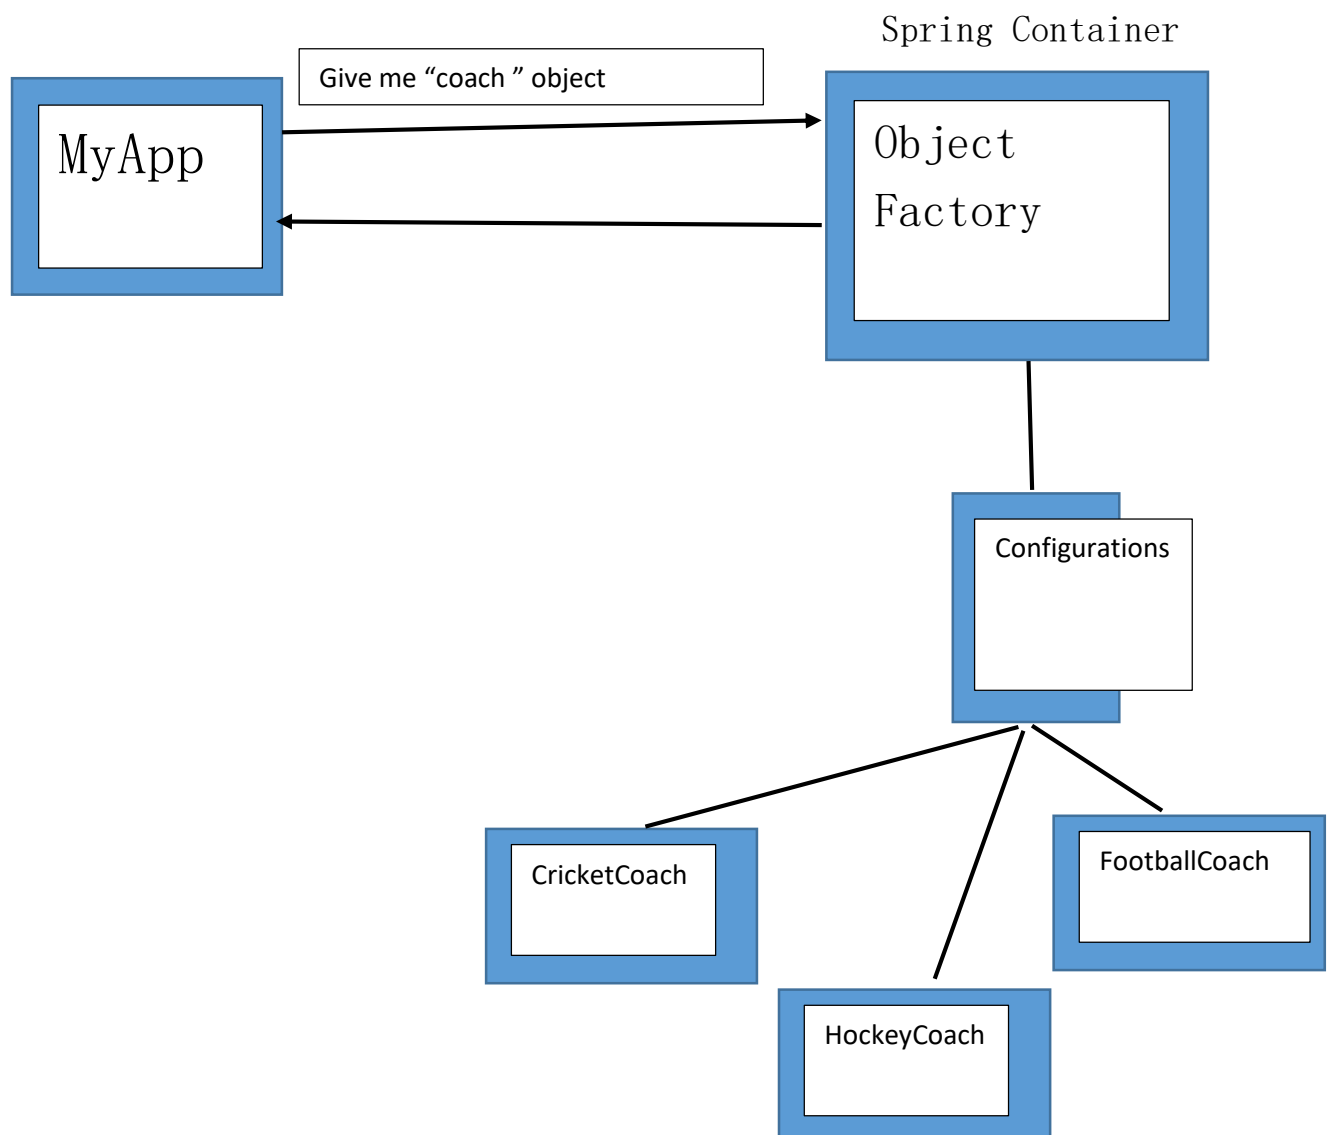 Spring Container
Give me “coach ” object
MyApp
Object
Factory
Configurations
CricketCoach
FootballCoach
HockeyCoach